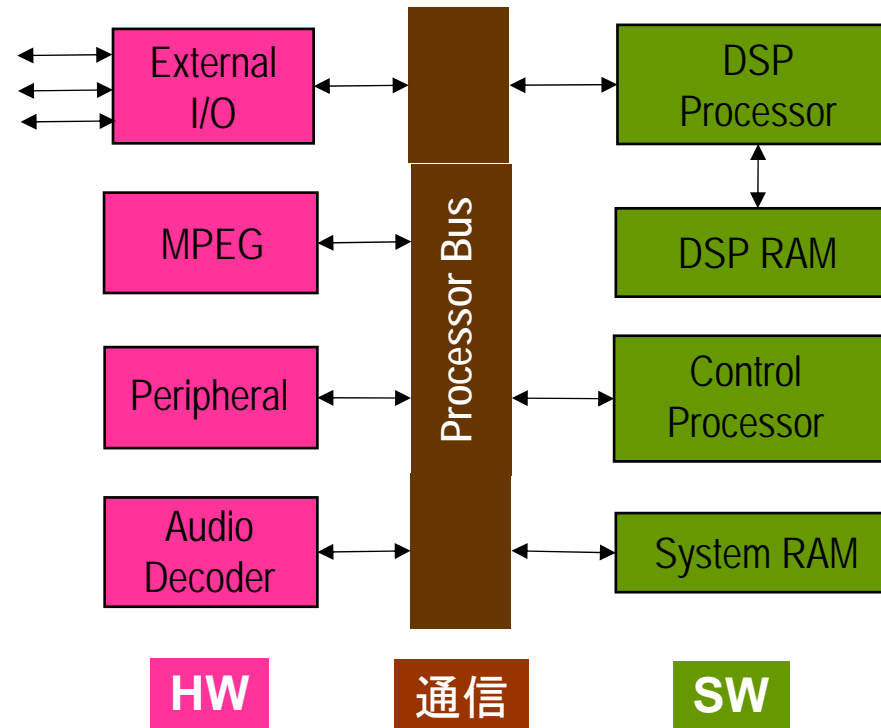 External
I/O
DSP
Processor
MPEG
DSP RAM
Processor Bus
Peripheral
Control
Processor
Audio
Decoder
System RAM
HW
通信
SW